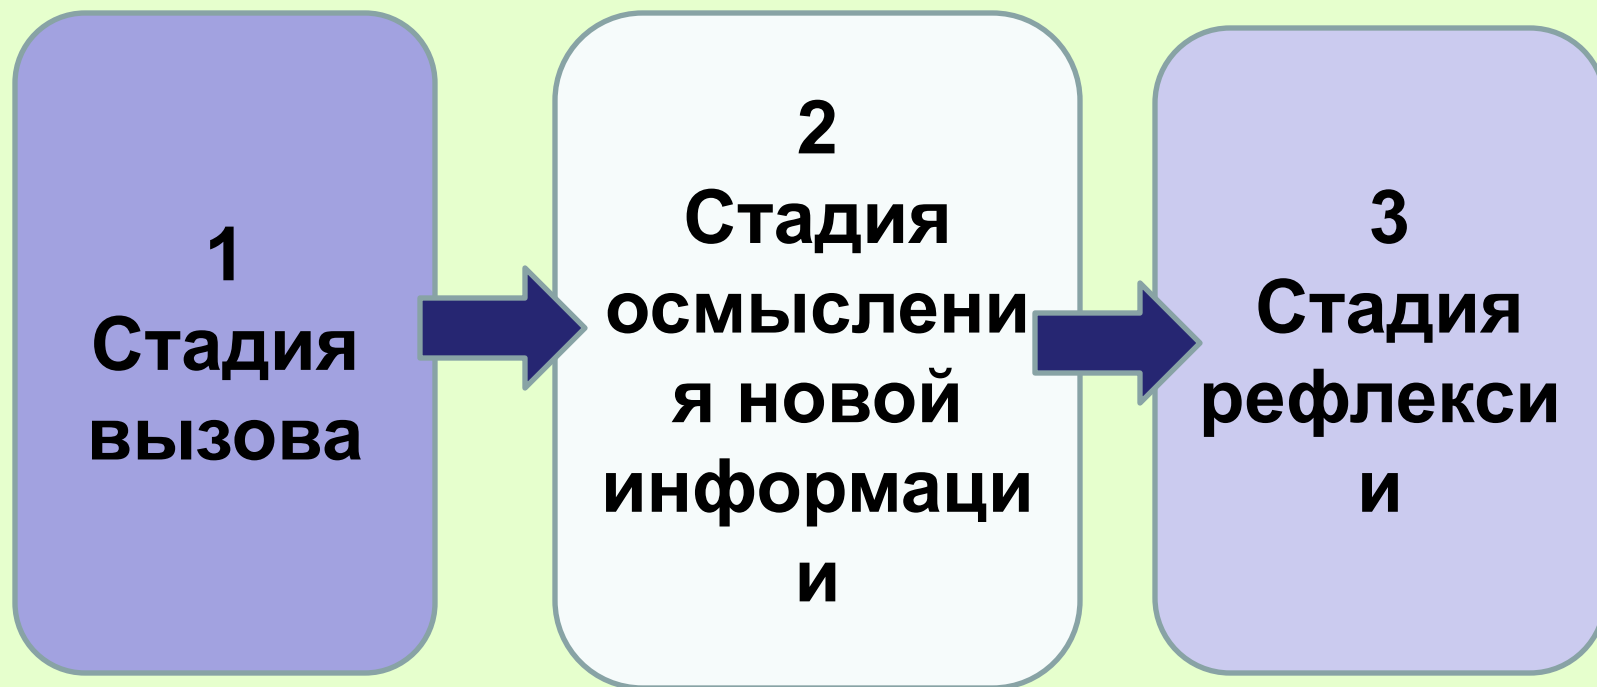 1
Стадия
вызова
2
Стадия
осмыслени
я новой
информаци
и
3
Стадия
рефлекси
и